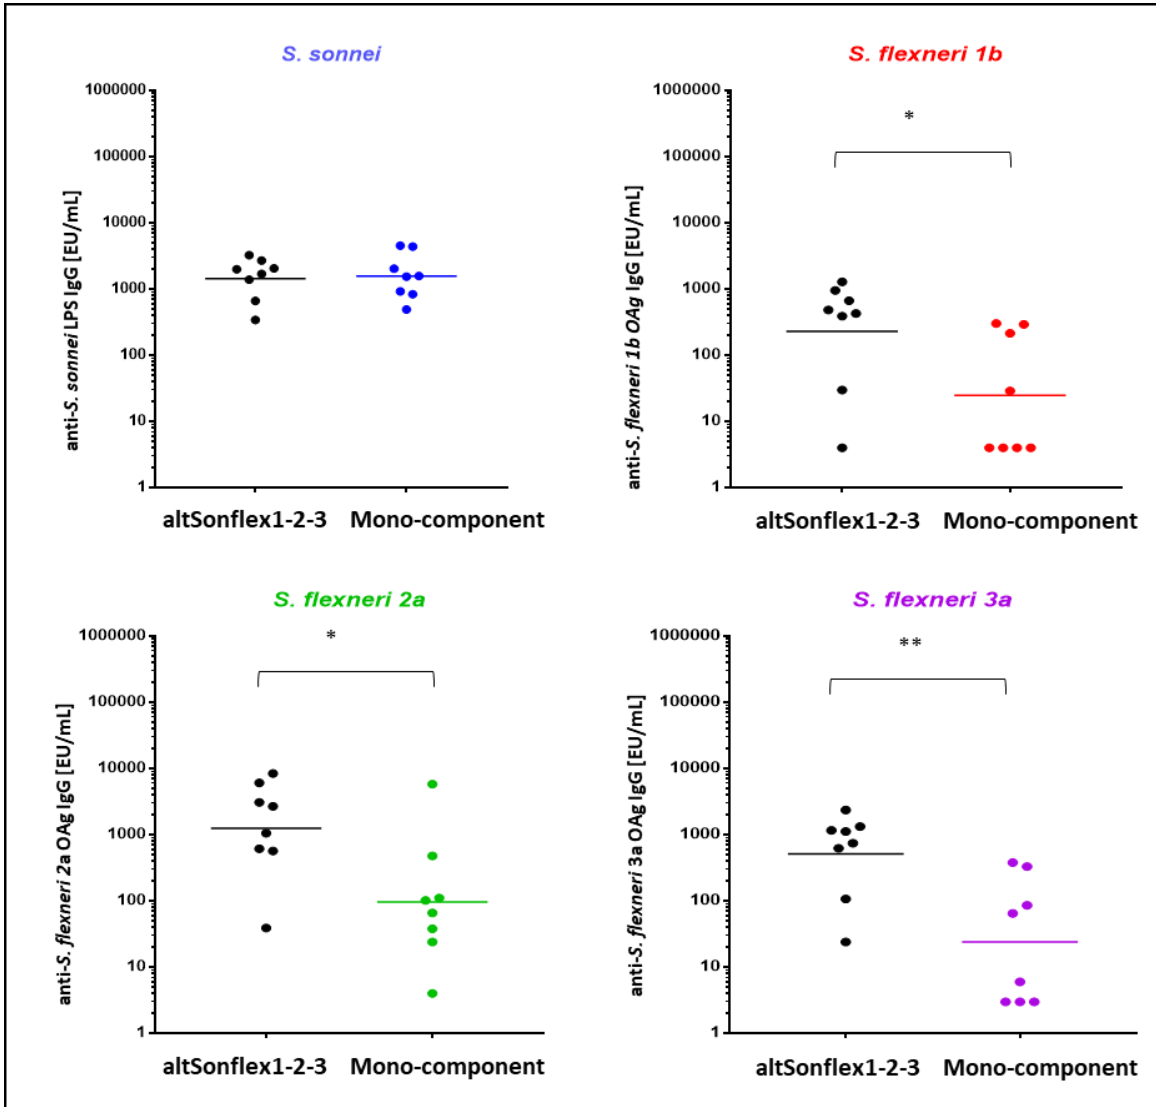 S. sonnei
anti-S. sonnei LPS IgG [EU/mL]
1000000
100000
10000
1000
100
10
1
altSonflex1-2-3 Mono-component
S. flexneri 1b
anti-S. flexneri 1b OAg IgG [EU/mL]
1000000
100000
10000
1000
100
10
1
*
altSonflex1-2-3 Mono-component
S. flexneri 2a
anti-S. flexneri 2a OAg IgG [EU/mL]
1000000
100000
10000
1000
100
10
1
*
altSonflex1-2-3 Mono-component
S. flexneri 3a
anti-S. flexneri 3a OAg IgG [EU/mL]
1000000
100000
10000
1000
100
10
1
**
altSonflex1-2-3 Mono-component